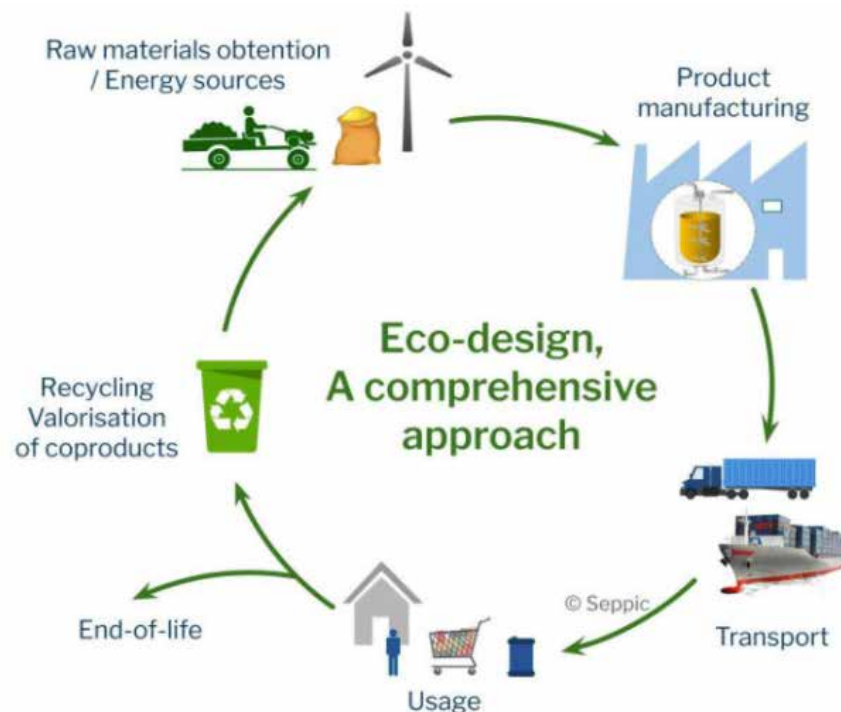 Raw materials obtention
/ Energy sources
Product
manufacturing
Eco-design,
A comprehensive
approach
Recycling
Valorisation
of coproducts
End-of-life
© Seppic
Transport
Usage